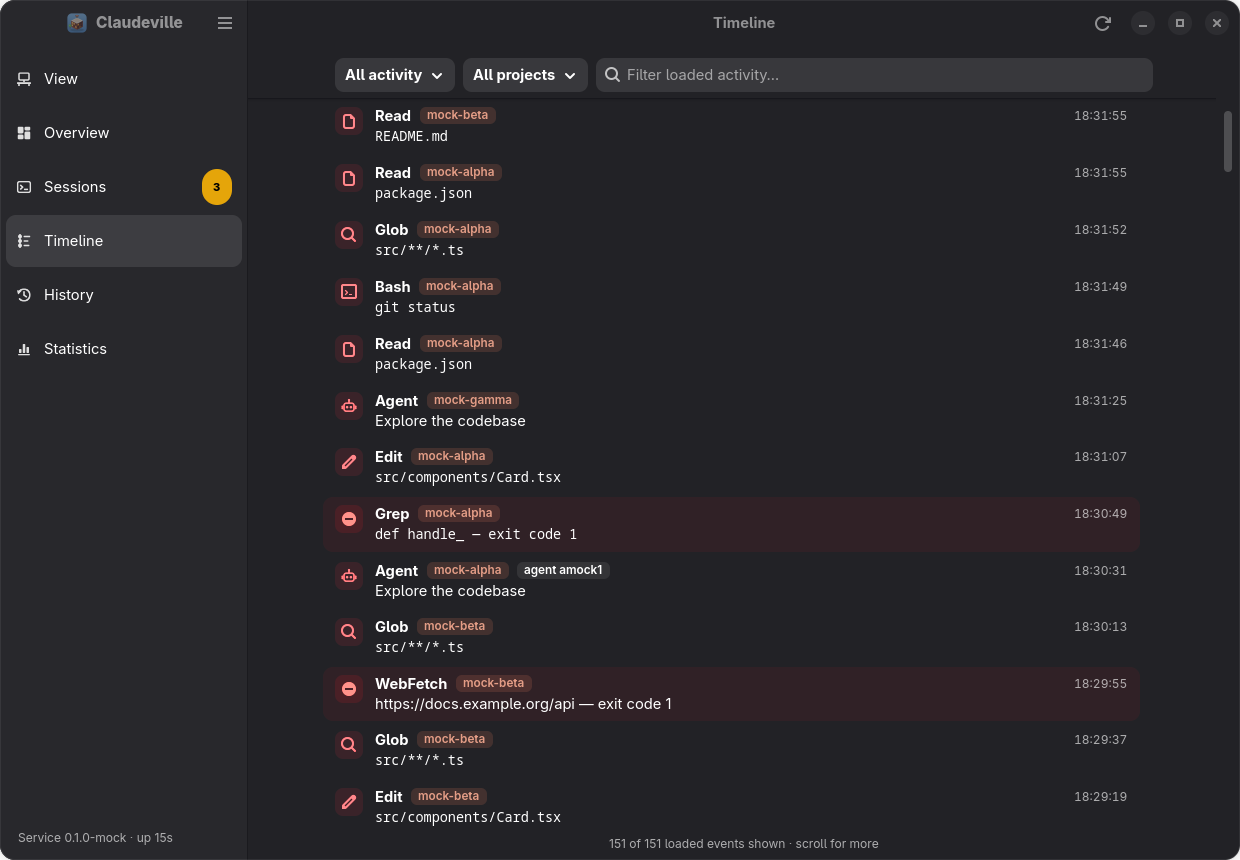 Claudeville
Timeline
View
Overview
Sessions
3
Timeline
History
Statistics
Service 0.1.0-mock · up 15s
All activity
All projects
Filter loaded activity...
Read mock-beta 18:31:55
README.md
Read mock-alpha 18:31:55
package.json
Glob mock-alpha 18:31:52
src/**/*.ts
Bash mock-alpha 18:31:49
git status
Read mock-alpha 18:31:46
package.json
Agent mock-gamma 18:31:25
Explore the codebase
Edit mock-alpha 18:31:07
src/components/Card.tsx
Grep mock-alpha 18:30:49
def handle_ — exit code 1
Agent mock-alpha agent amock1 18:30:31
Explore the codebase
Glob mock-beta 18:30:13
src/**/*.ts
WebFetch mock-beta 18:29:55
https://docs.example.org/api — exit code 1
Glob mock-beta 18:29:37
src/**/*.ts
Edit mock-beta 18:29:19
src/components/Card.tsx
151 of 151 loaded events shown · scroll for more